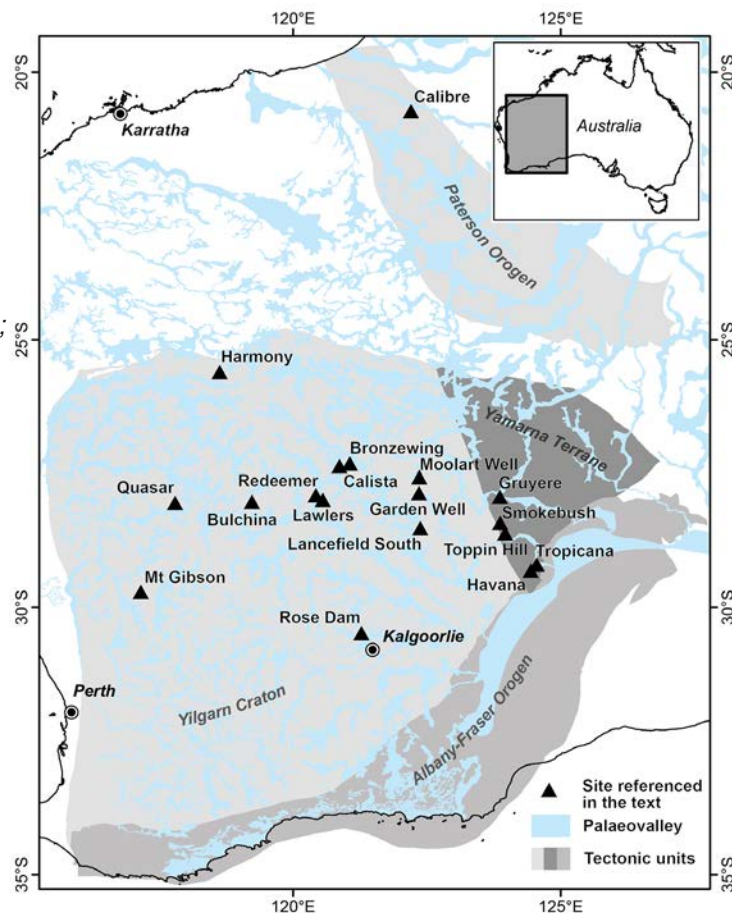 120°E
125°E
20°S
20°S
Calibre
Karratha
Australia
Paterson Orogen
25°S
25°S
Harmony
Yamarna Terrane
Bronzewing
Moolart Well
Quasar
Redeemer
Calista
Gruyere
Bulchina
Lawlers
Garden Well
Smokebush
Lancefield South
Toppin Hill
Tropicana
Mt Gibson
Havana
30°S
30°S
Rose Dam
Kalgoorlie
Perth
Yilgarn Craton
Albany-Fraser Orogen
Site referenced
in the text
Palaeovalley
Tectonic units
35°S
35°S
120°E
125°E